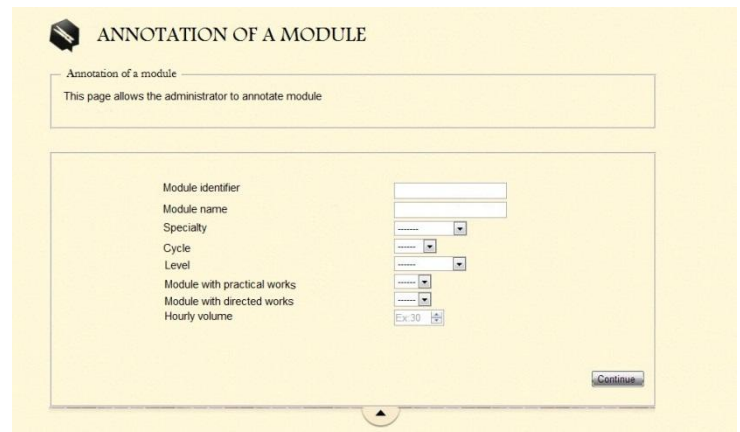 ANNOTATION OF A MODULE
Annotation of a module
This page allows the administrator to annotate module
Module identifier
Module name
Specialty -------
Cycle ------
Level -------
Module with practical works ------
Module with directed works ------
Hourly volume Ex:30
Continue